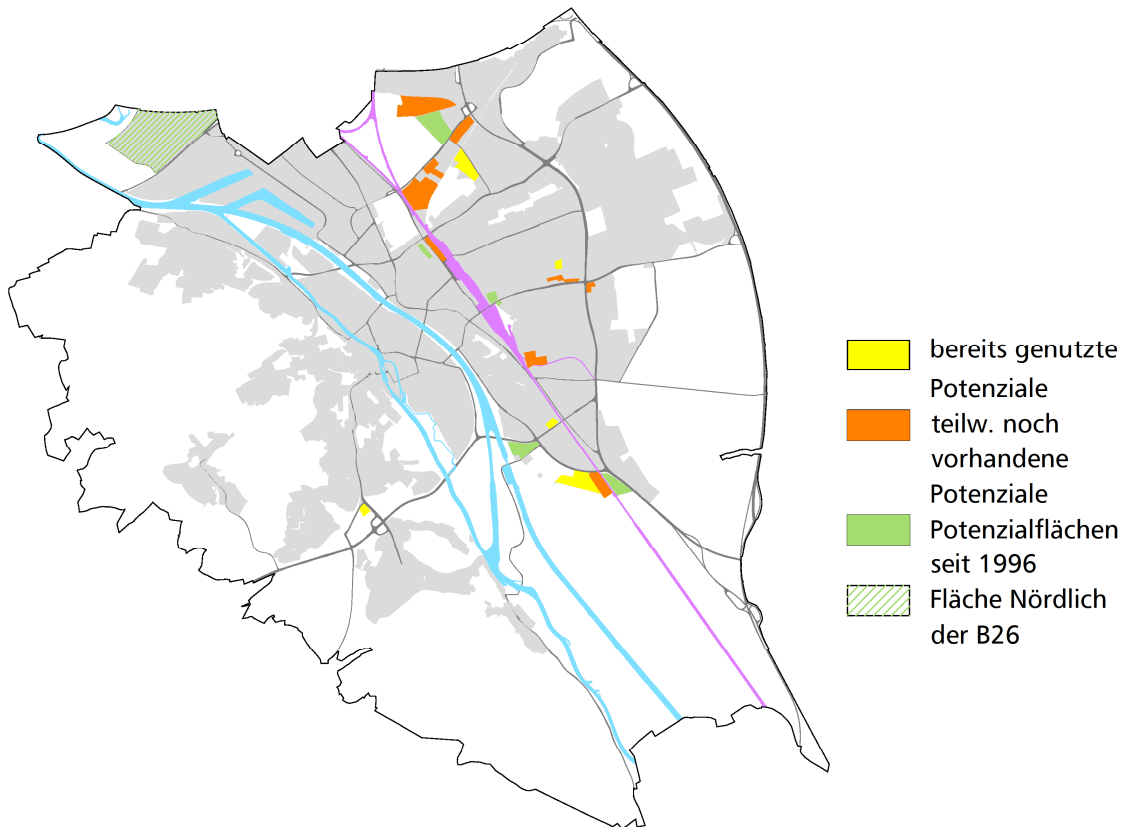 bereits genutzte
Potenziale
teilw. noch
vorhandene
Potenziale
Potenzialflächen
seit 1996
Fläche Nördlich
der B26